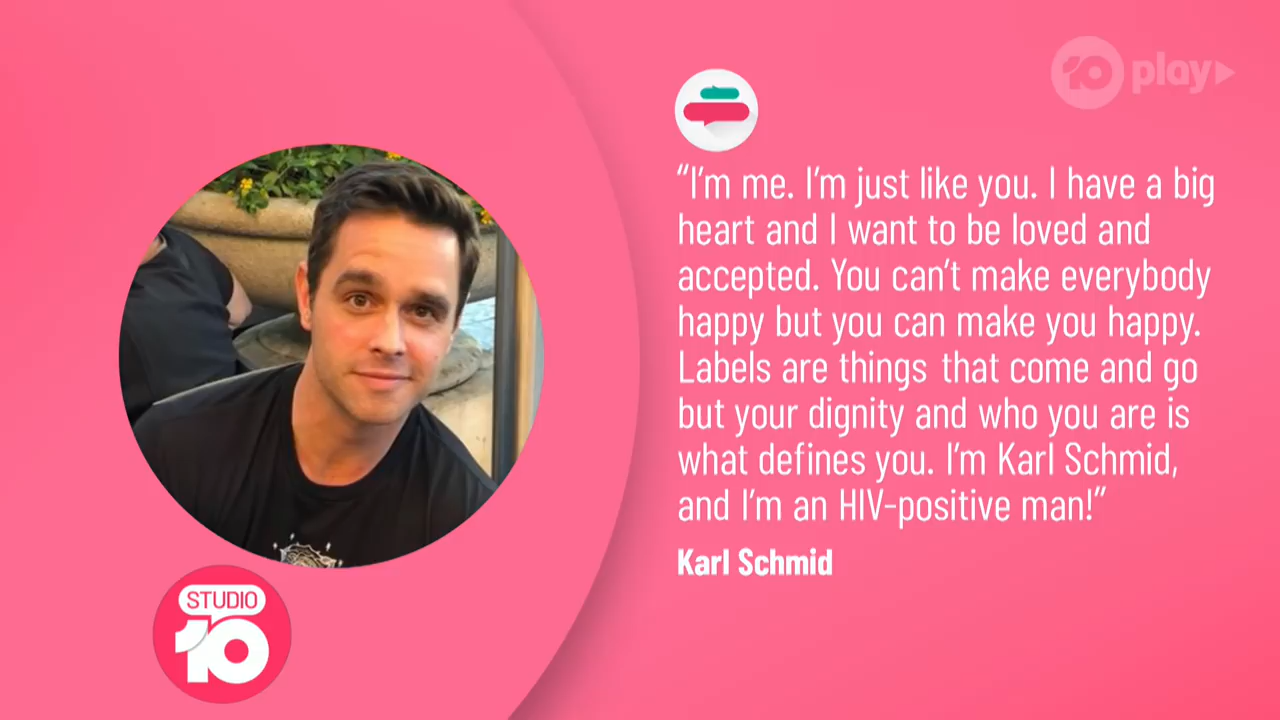 10 play
“I’m me. I’m just like you. I have a big
heart and I want to be loved and
accepted. You can’t make everybody
happy but you can make you happy.
Labels are things that come and go
but your dignity and who you are is
what defines you. I’m Karl Schmid,
and I’m an HIV-positive man!”
Karl Schmid
STUDIO
10